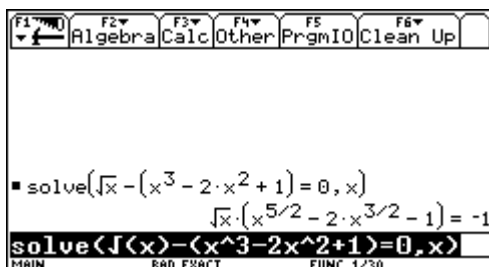 F1 F2 F3 F4 F5 F6
Algebra Calc Other PrgmIO Clean Up
▪ solve(√x - (x³ - 2·x² + 1) = 0, x)
√x·(x^5/2 - 2·x^3/2 - 1) = -1
solve(√(x)-(x^3-2x^2+1)=0,x)
MAIN RAD EXACT FUNC 1/30